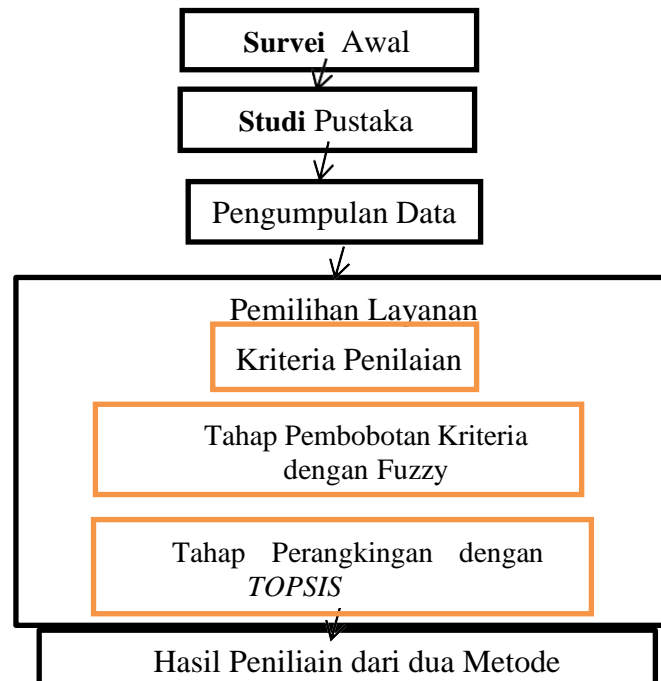 Survei Awal
Studi Pustaka
Pengumpulan Data
Pemilihan Layanan
Kriteria Penilaian
Tahap Pembobotan Kriteria
dengan Fuzzy
Tahap Perangkingan dengan
TOPSIS
Hasil Peniliain dari dua Metode